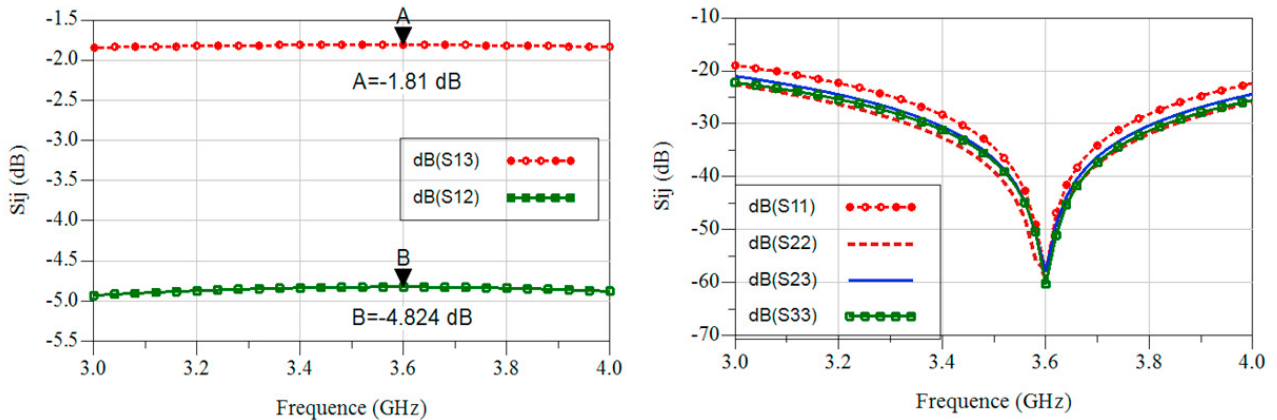 -1.5
-2.0
-2.5
-3.0
-3.5
-4.0
-4.5
-5.0
-5.5
Sij (dB)
A
A=-1.81 dB
dB(S13)
dB(S12)
B
B=-4.824 dB
3.0 3.2 3.4 3.6 3.8 4.0
Frequence (GHz)
-10
-20
-30
-40
-50
-60
-70
Sij (dB)
dB(S11)
dB(S22)
dB(S23)
dB(S33)
3.0 3.2 3.4 3.6 3.8 4.0
Frequence (GHz)